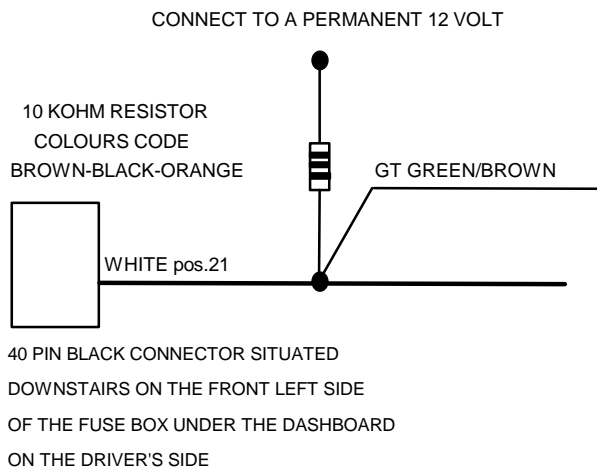 CONNECT TO A PERMANENT 12 VOLT
10 KOHM RESISTOR
COLOURS CODE
BROWN-BLACK-ORANGE
GT GREEN/BROWN
WHITE pos.21
40 PIN BLACK CONNECTOR SITUATED
DOWNSTAIRS ON THE FRONT LEFT SIDE
OF THE FUSE BOX UNDER THE DASHBOARD
ON THE DRIVER'S SIDE